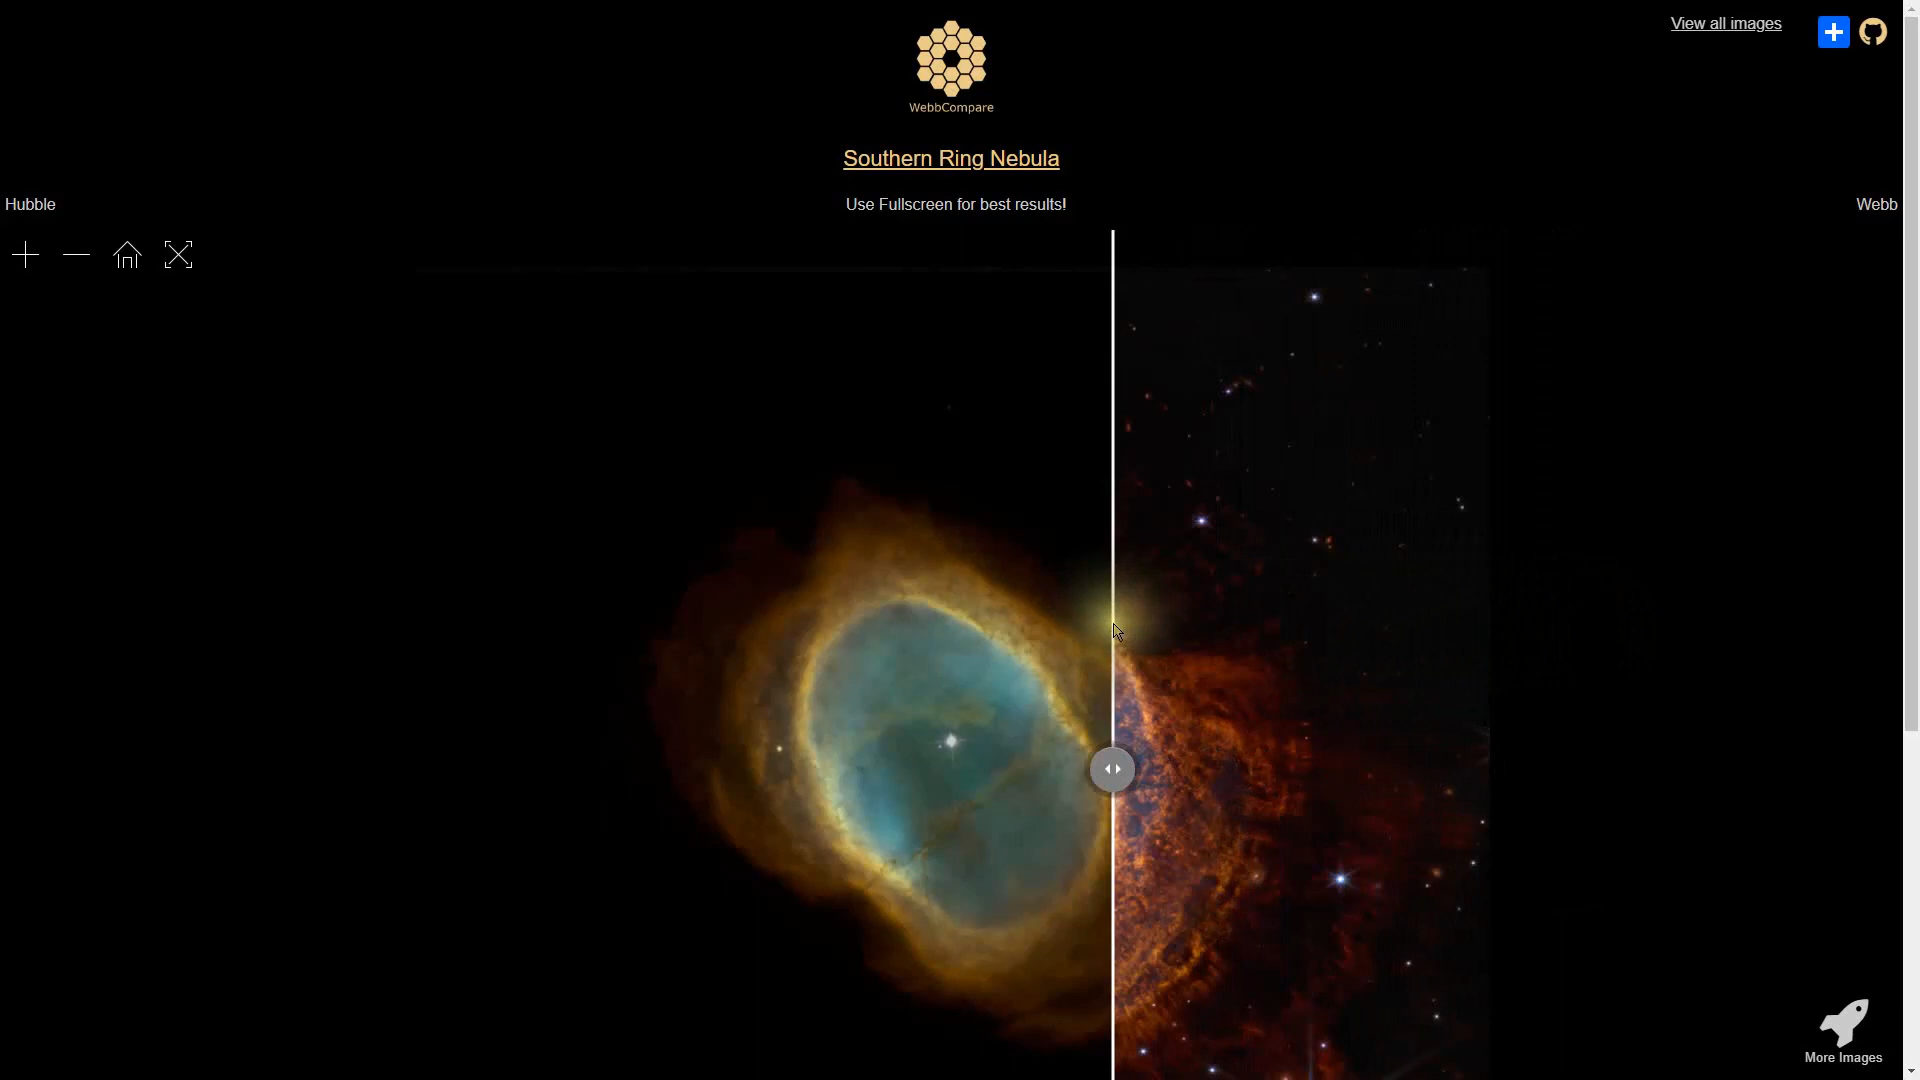 View all images
WebbCompare
Southern Ring Nebula
Hubble
Use Fullscreen for best results!
Webb
More Images